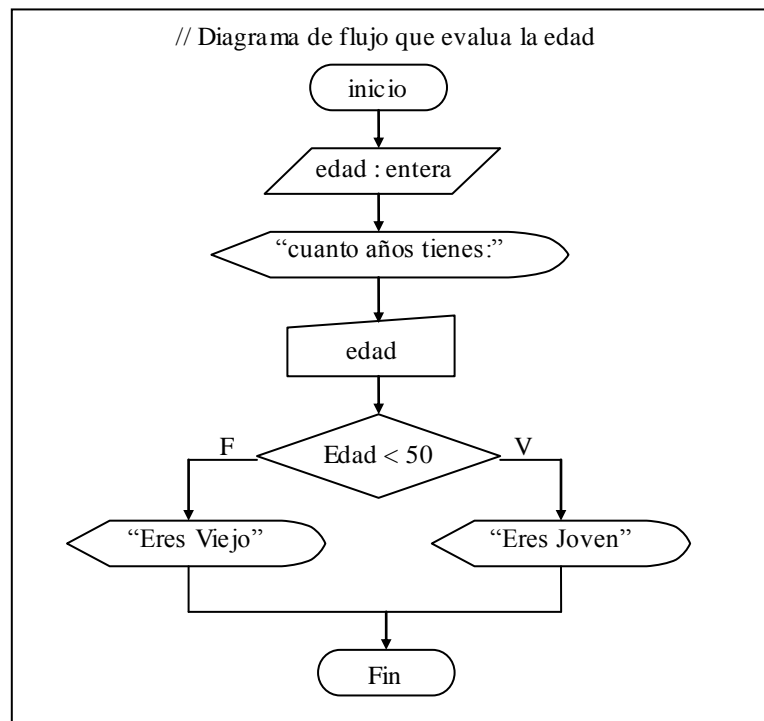 // Diagrama de flujo que evalua la edad
inicio
edad : entera
“cuanto años tienes:”
edad
Edad < 50
F
V
“Eres Viejo”
“Eres Joven”
Fin